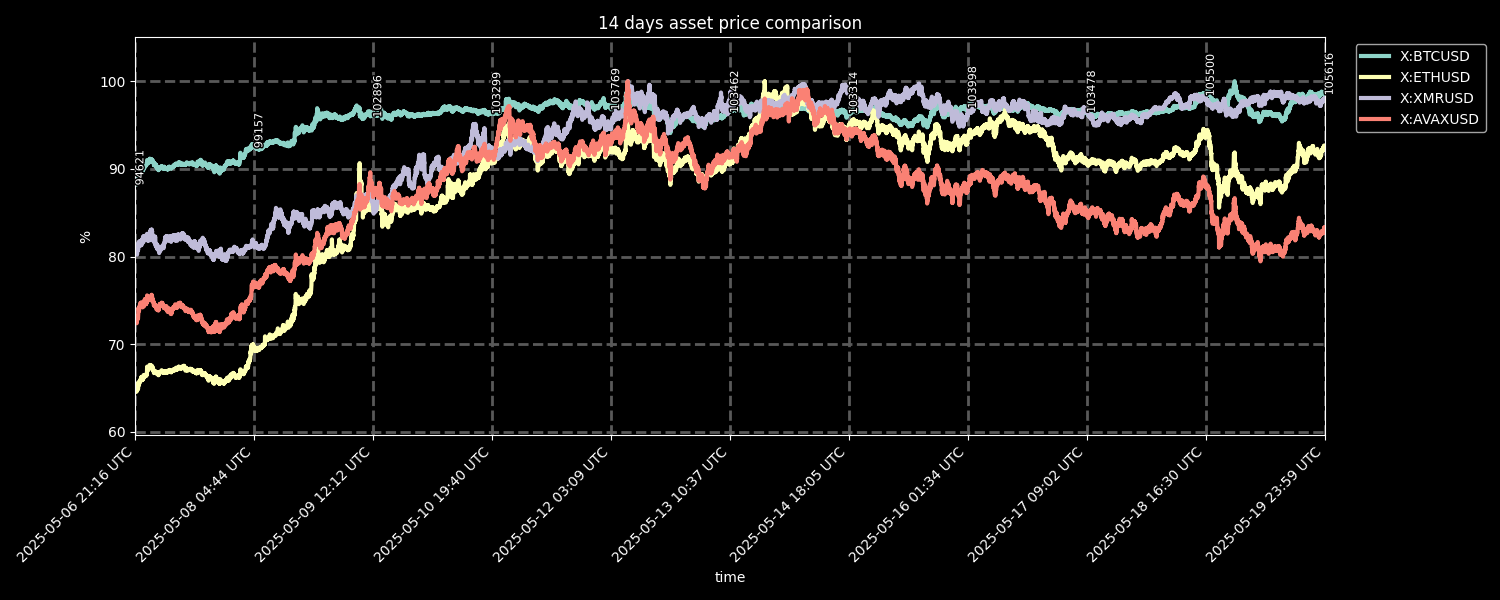 14 days asset price comparison
X:BTCUSD
X:ETHUSD
X:XMRUSD
X:AVAXUSD
%
100
90
80
70
60
94621
99157
102896
103299
103769
103462
103314
103998
103478
105500
105616
2025-05-06 21:16 UTC
2025-05-08 04:44 UTC
2025-05-09 12:12 UTC
2025-05-10 19:40 UTC
2025-05-12 03:09 UTC
2025-05-13 10:37 UTC
2025-05-14 18:05 UTC
2025-05-16 01:34 UTC
2025-05-17 09:02 UTC
2025-05-18 16:30 UTC
2025-05-19 23:59 UTC
time